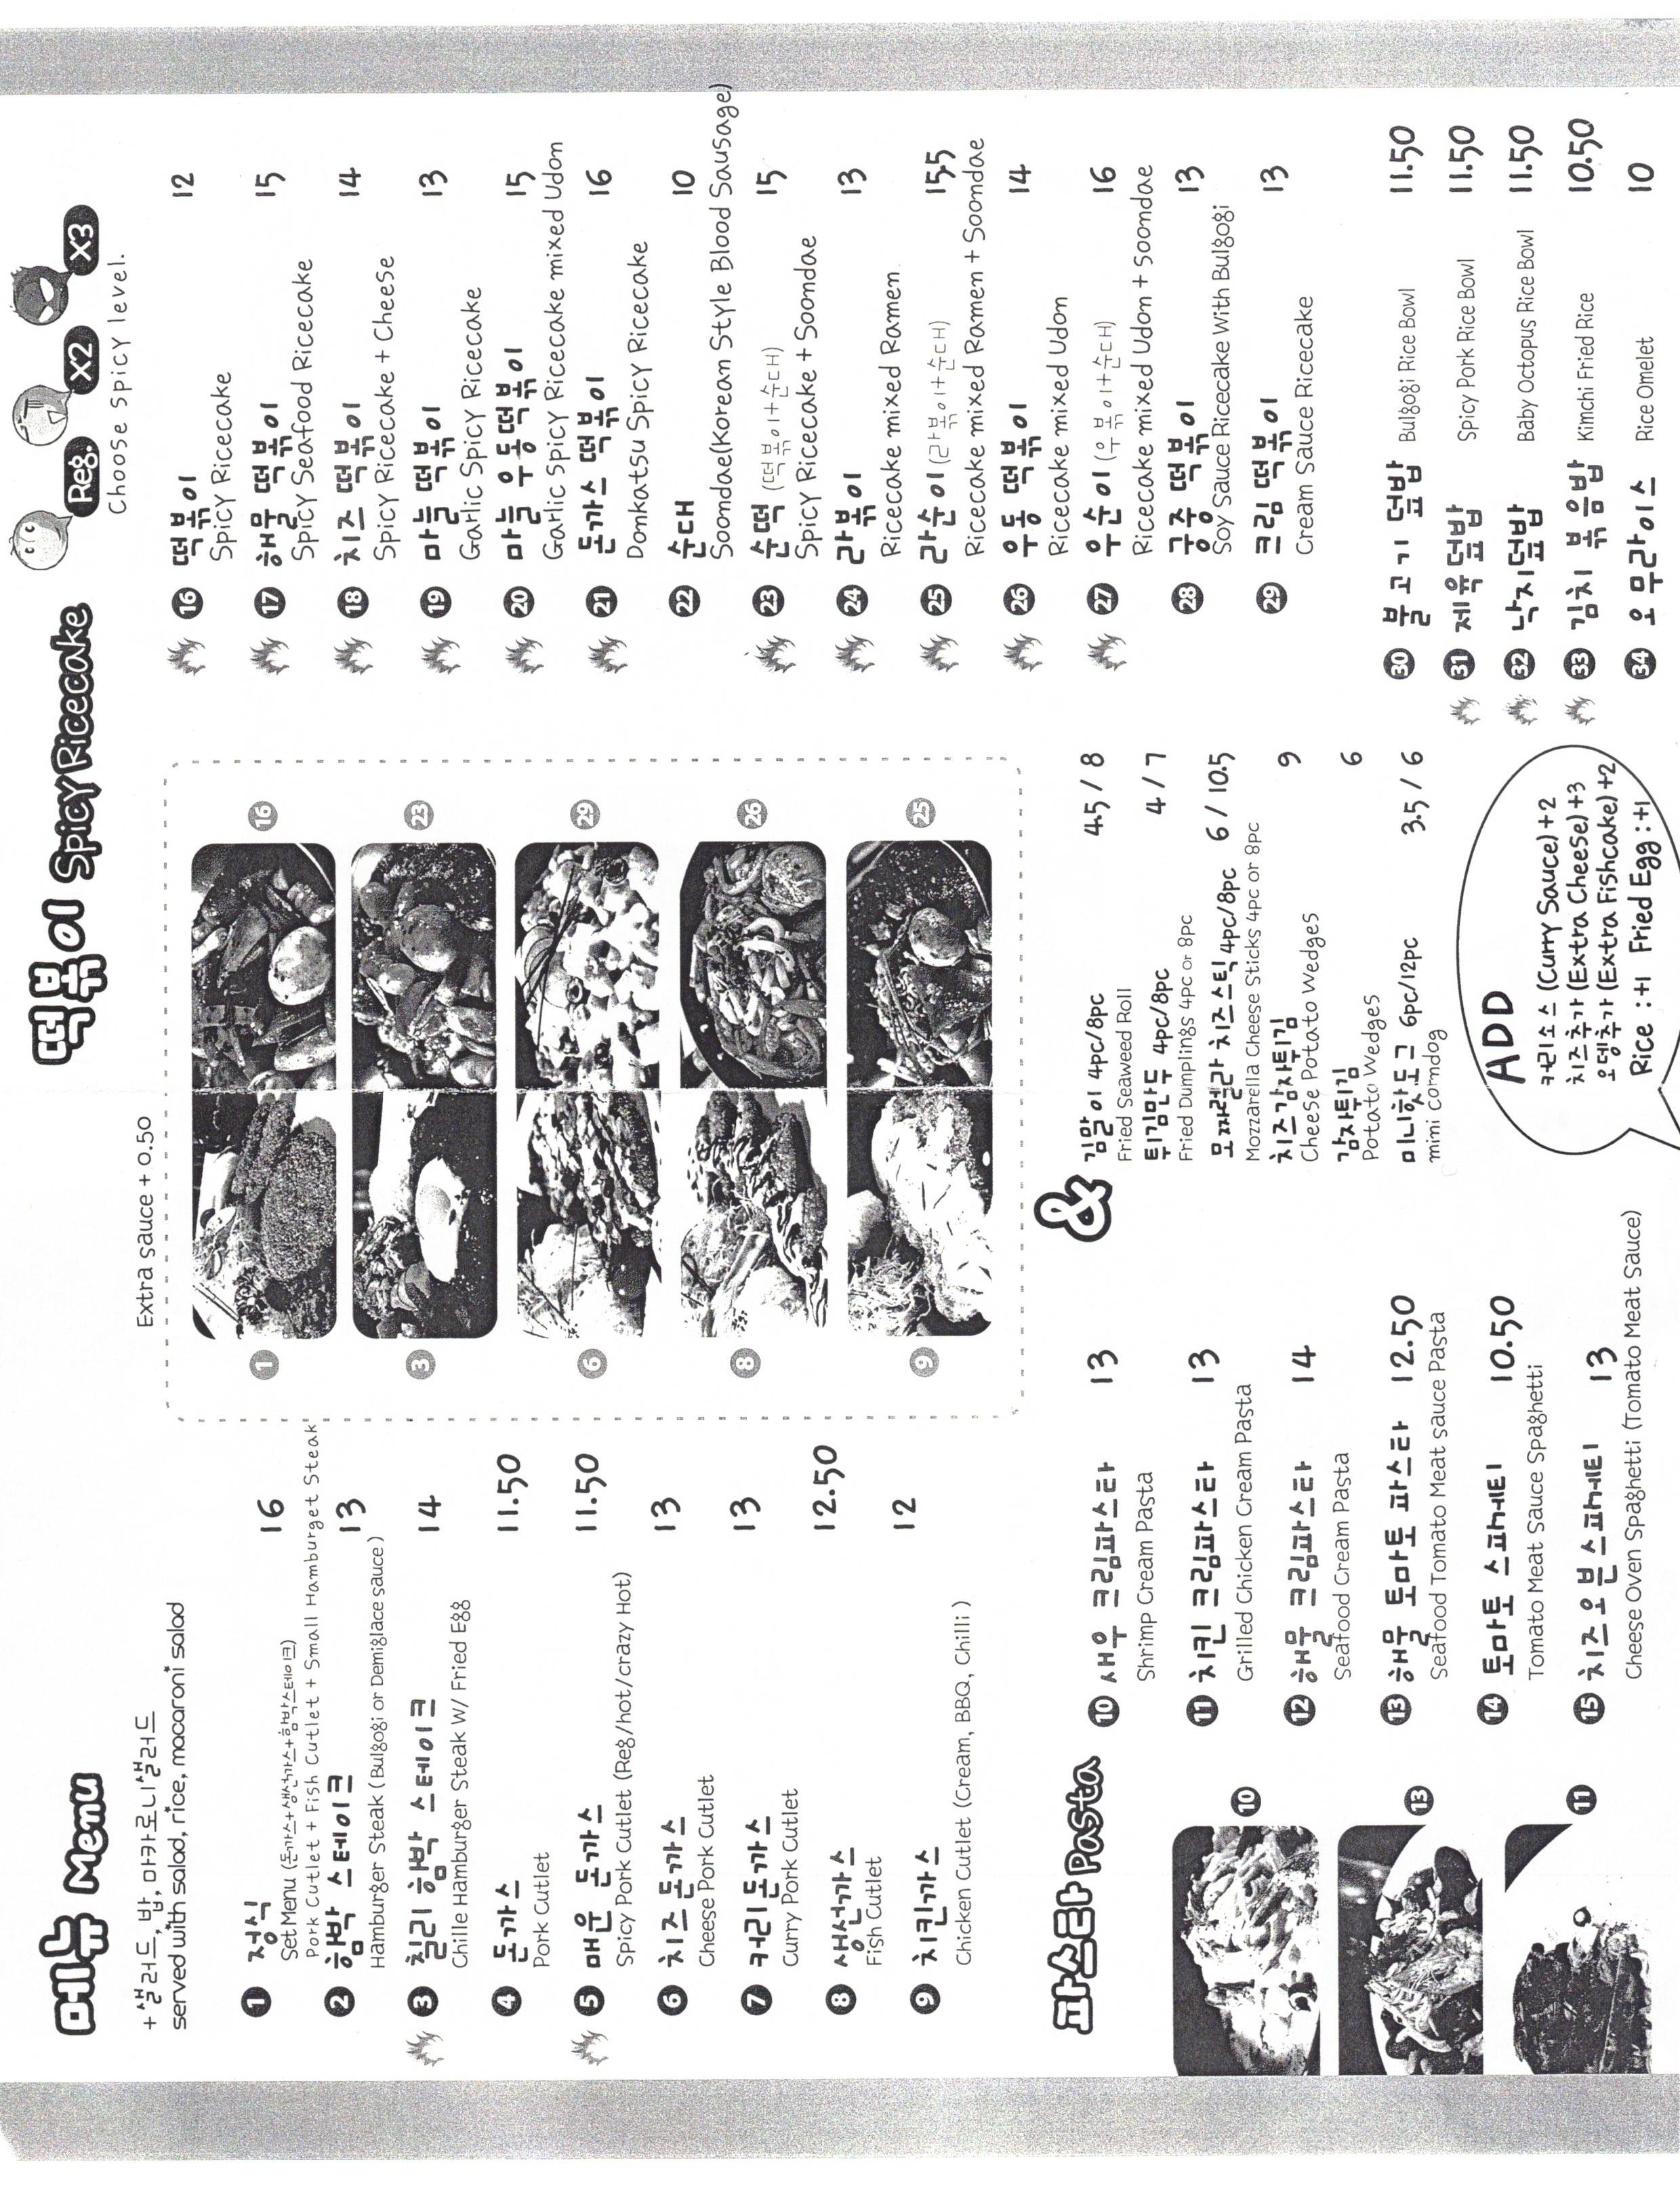 메뉴 Menu
+샐러드, 밥, 마카로니샐러드
served with salad, rice, macaroni salad
1 정식 16
Set Menu (돈까스+생선까스+함박스테이크)
Pork Cutlet + Fish Cutlet + Small Hamburget Steak
2 함박 스테이크 13
Hamburger Steak ( Bulgogi or Demiglace sauce )
3 칠리 함박 스테이크 14
Chille Hamburger Steak W/ Fried Egg
4 돈까스 11.50
Pork Cutlet
5 매운 돈까스 11.50
Spicy Pork Cutlet (Reg/hot/crazy Hot)
6 치즈돈까스 13
Cheese Pork Cutlet
7 커리돈까스 13
Curry Pork Cutlet
8 생선까스 12.50
Fish Cutlet
9 치킨까스 12
Chicken Cutlet (Cream, BBQ, Chilli )
파스타 Pasta
10 새우 크림파스타 13
Shrimp Cream Pasta
11 치킨 크림파스타 13
Grilled Chicken Cream Pasta
12 해물 크림파스타 14
Seafood Cream Pasta
13 해물 토마토 파스타 12.50
Seafood Tomato Meat sauce Pasta
14 토마토 스파게티 10.50
Tomato Meat Sauce Spaghetti
15 치즈오븐스파게티 13
Cheese Oven Spaghetti (Tomato Meat Sauce)
10
13
11
Extra sauce + 0.50
1 16
3 23
6 29
8 26
9 25
&
김말이 4pc/8pc 4.5 / 8
Fried Seaweed Roll
튀김만두 4pc/8pc 4 / 7
Fried Dumplings 4pc or 8pc
모짜렐라 치즈스틱 4pc/8pc 6 / 10.5
Mozzarella Cheese Sticks 4pc or 8pc
치즈감자튀김 9
Cheese Potato Wedges
감자튀김 6
Potato Wedges
미니핫도그 6pc/12pc 3.5 / 6
mini corndog
ADD
커리소스 (Curry Sauce) +2
치즈추가 (Extra Cheese) +3
오뎅추가 (Extra Fishcake) +2
Rice : +1 Fried Egg : +1
떡볶이 Spicy Ricecake
Reg. X2 X3
Choose spicy level.
16 떡볶이 12
Spicy Ricecake
17 해물 떡볶이 15
Spicy Seafood Ricecake
18 치즈 떡볶이 14
Spicy Ricecake + Cheese
19 마늘 떡볶이 13
Garlic Spicy Ricecake
20 마늘 우동떡볶이 15
Garlic Spicy Ricecake mixed Udon
21 돈까스 떡볶이 16
Donkatsu Spicy Ricecake
22 순대 10
Soondae(Korean Style Blood Sausage)
23 순떡 (떡볶이+순대) 15
Spicy Ricecake + Soondae
24 라볶이 13
Ricecake mixed Ramen
25 라순이(라볶이+순대) 15.5
Ricecake mixed Ramen + Soondae
26 우동 떡볶이 14
Ricecake mixed Udon
27 우순이(우볶이+순대) 16
Ricecake mixed Udon + Soondae
28 궁중 떡볶이 13
Soy Sauce Ricecake With Bulgogi
29 크림 떡볶이 13
Cream Sauce Ricecake
30 불고기 덮밥 Bulgogi Rice Bowl 11.50
31 제육덮밥 Spicy Pork Rice Bowl 11.50
32 낙지덮밥 Baby Octopus Rice Bowl 11.50
33 김치 볶음밥 Kimchi Fried Rice 10.50
34 오무라이스 Rice Omelet 10